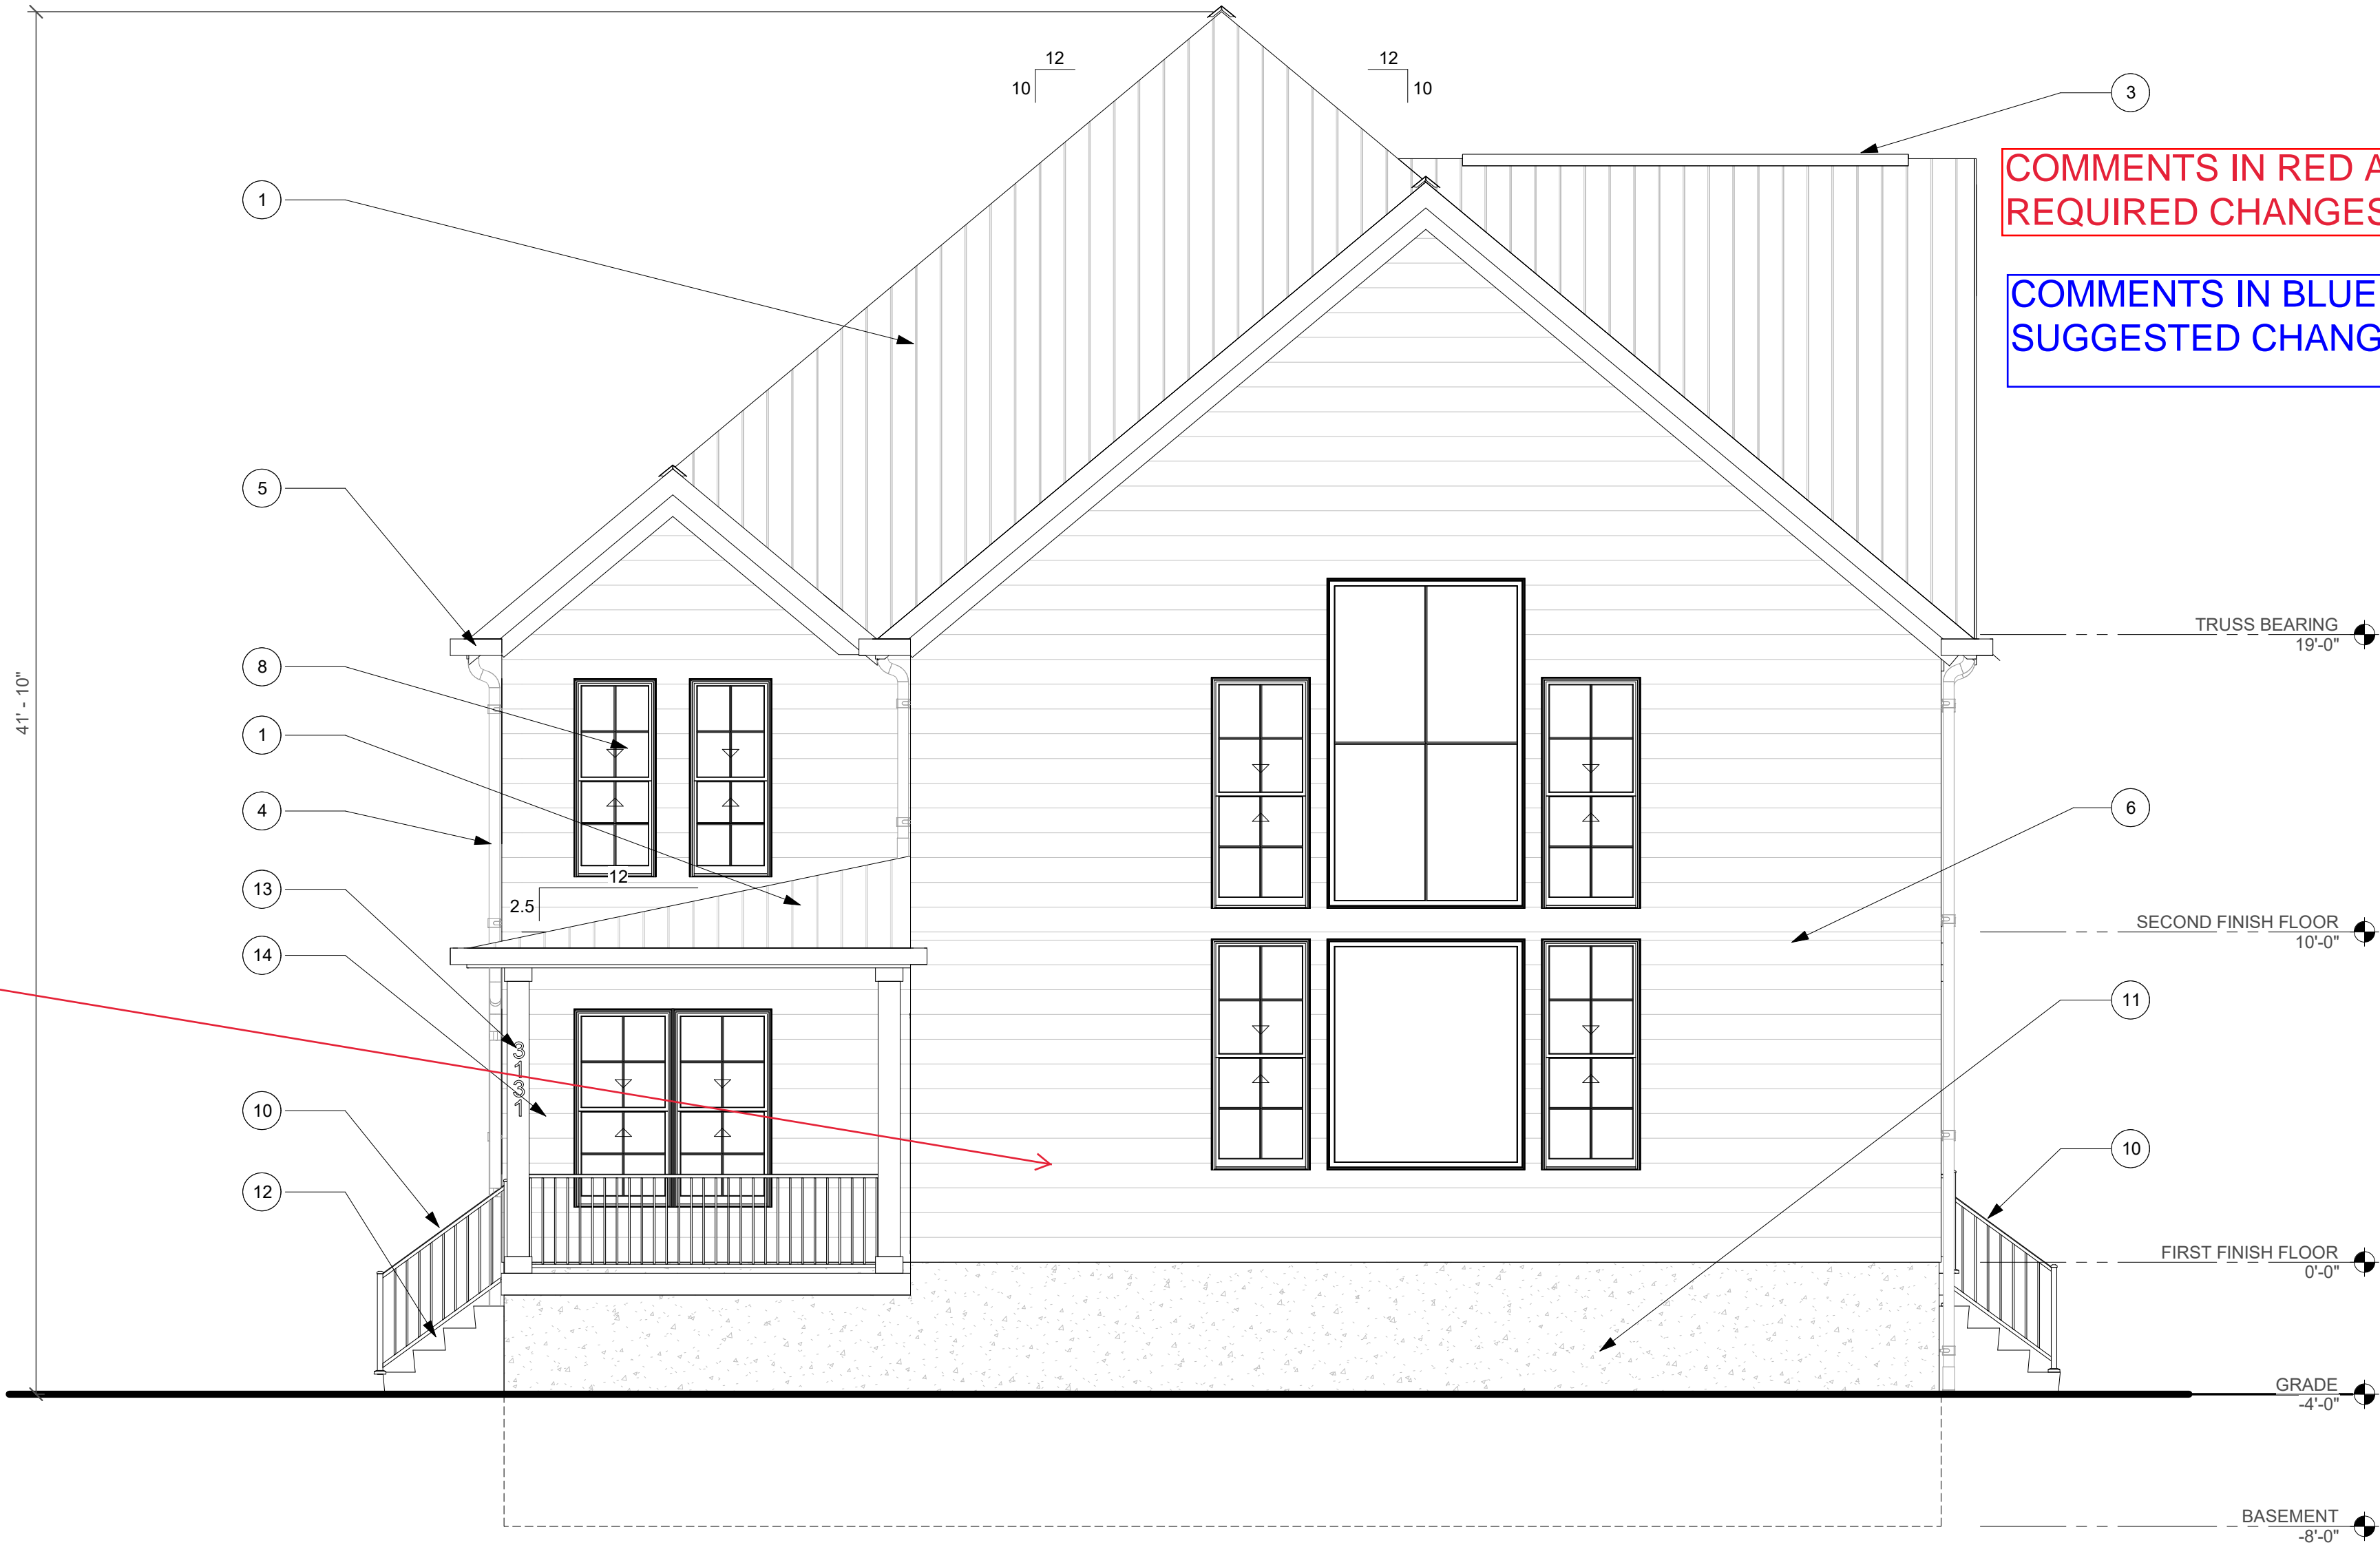 12
10
12
10
3
COMMENTS IN RED A
REQUIRED CHANGES
1
COMMENTS IN BLUE
SUGGESTED CHANG
5
TRUSS BEARING
19'-0"
8
41' - 10"
1
4
6
12
2.5
13
SECOND FINISH FLOOR
10'-0"
14
11
3131
10
10
12
FIRST FINISH FLOOR
0'-0"
GRADE
-4'-0"
BASEMENT
-8'-0"